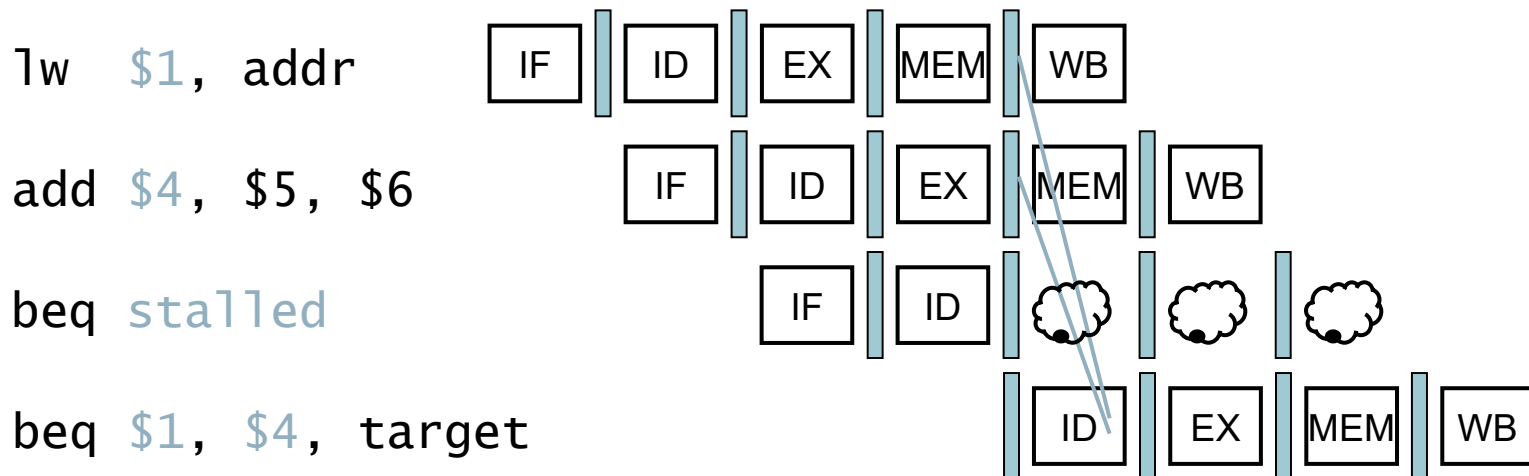 lw $1, addr IF ID EX MEM WB
add $4, $5, $6 IF ID EX MEM WB
beq stalled IF ID
beq $1, $4, target ID EX MEM WB